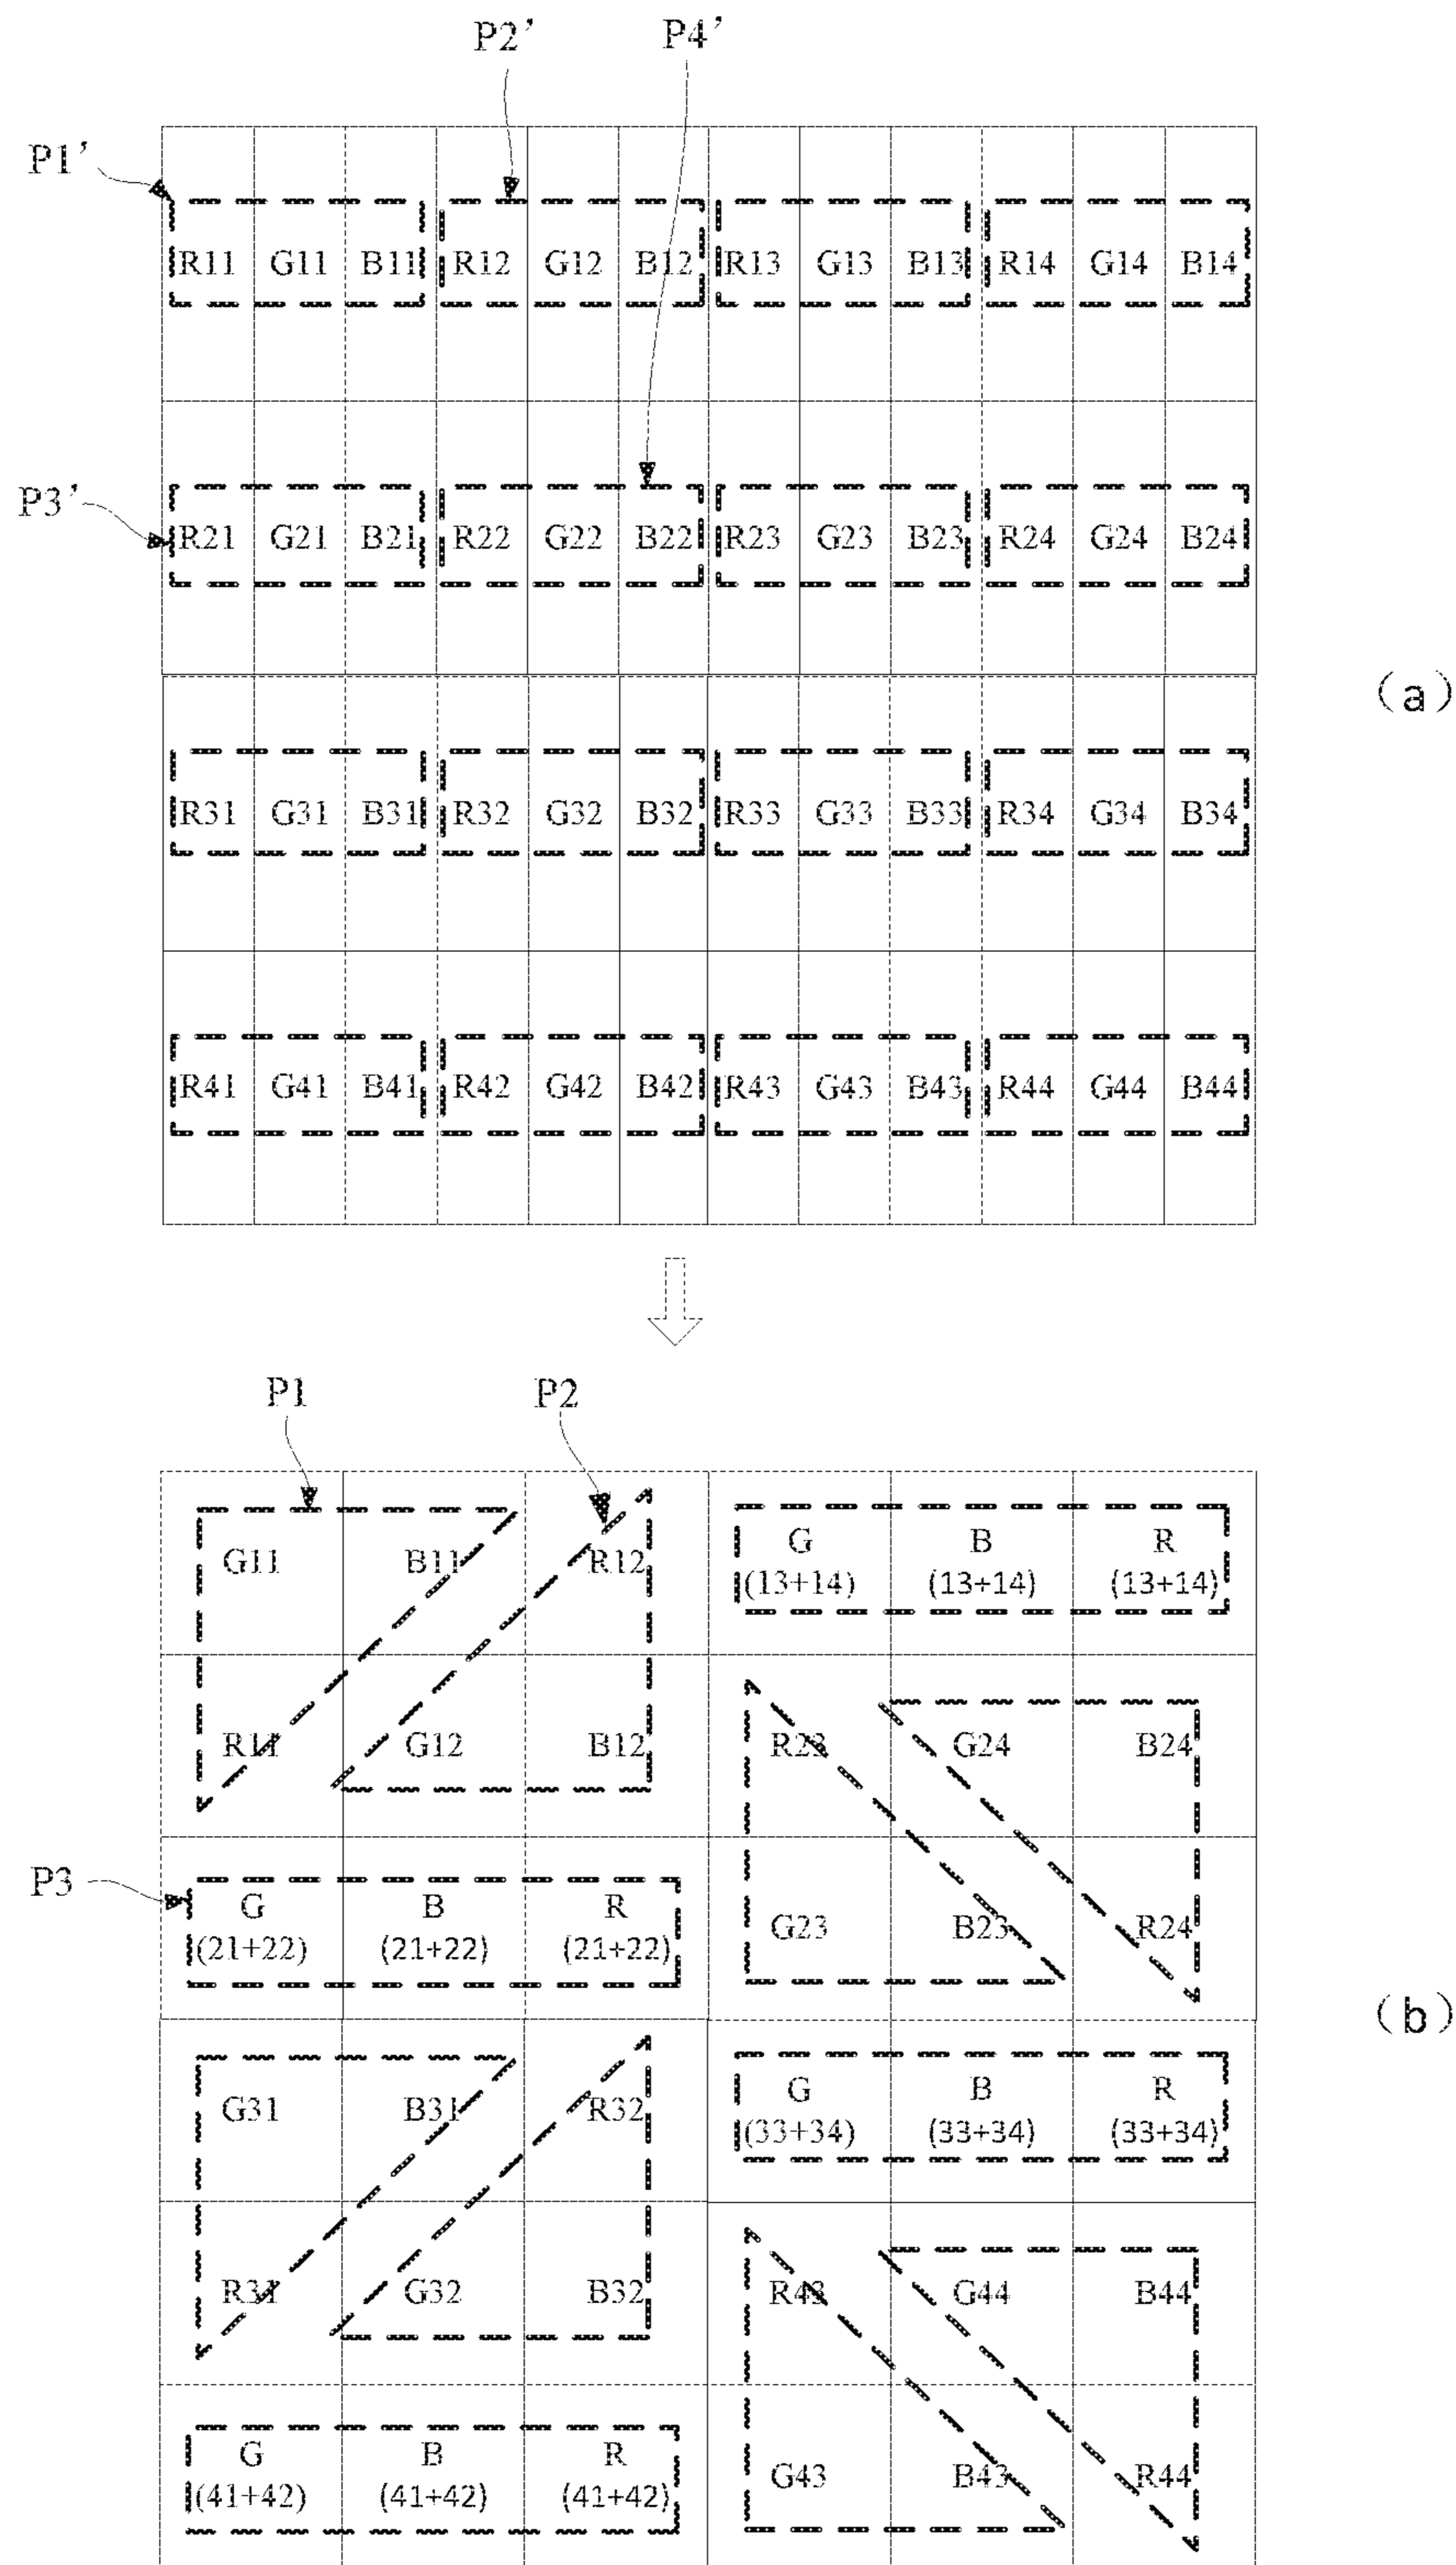 P2’ P4’
P1’
R11 G11 B11 R12 G12 B12 R13 G13 B13 R14 G14 B14
P3’
R21 G21 B21 R22 G22 B22 R23 G23 B23 R24 G24 B24
(a)
R31 G31 B31 R32 G32 B32 R33 G33 B33 R34 G34 B34
R41 G41 B41 R42 G42 B42 R43 G43 B43 R44 G44 B44
P1 P2
G11 B11 R12 G B R
(13+14) (13+14) (13+14)
R11 G12 B12 R23 G24 B24
P3
G B R G23 B23 R24
(21+22) (21+22) (21+22)
(b)
G31 B31 R32 G B R
(33+34) (33+34) (33+34)
R31 G32 B32 R43 G44 B44
G B R G43 B43 R44
(41+42) (41+42) (41+42)